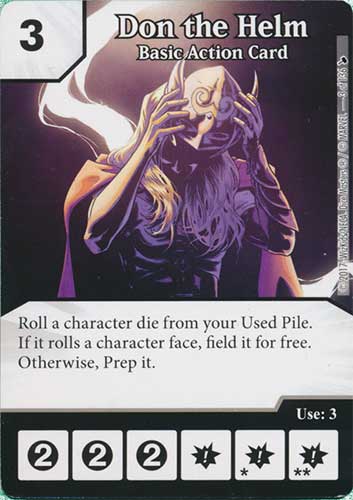 3
Don the Helm
Basic Action Card
Roll a character die from your Used Pile.
If it rolls a character face, field it for free.
Otherwise, Prep it.
Use: 3
2 2 2
* **